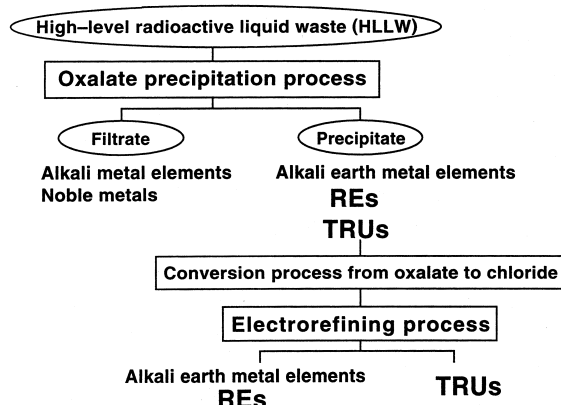 High–level radioactive liquid waste (HLLW)
Oxalate precipitation process
Filtrate
Precipitate
Alkali metal elements
Noble metals
Alkali earth metal elements
REs
TRUs
Conversion process from oxalate to chloride
Electrorefining process
Alkali earth metal elements
REs
TRUs